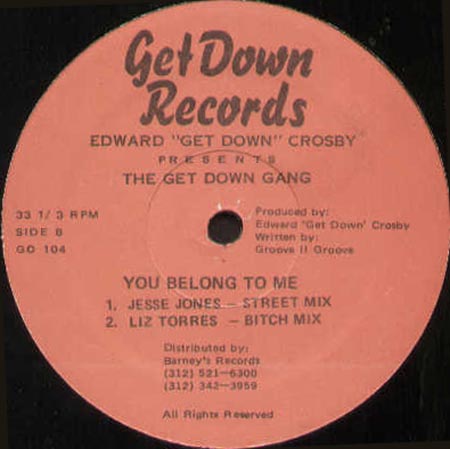 Get Down
Records
EDWARD "GET DOWN" CROSBY
PRESENTS
THE GET DOWN GANG
33 1/3 RPM
SIDE B
GD 104
Produced by:
Edward 'Get Down' Crosby
Written by:
Groove II Groove
YOU BELONG TO ME
1. JESSE JONES — STREET MIX
2. LIZ TORRES — BITCH MIX
Distributed by:
Barney's Records
(312) 521—6300
(312) 342—3959
All Rights Reserved